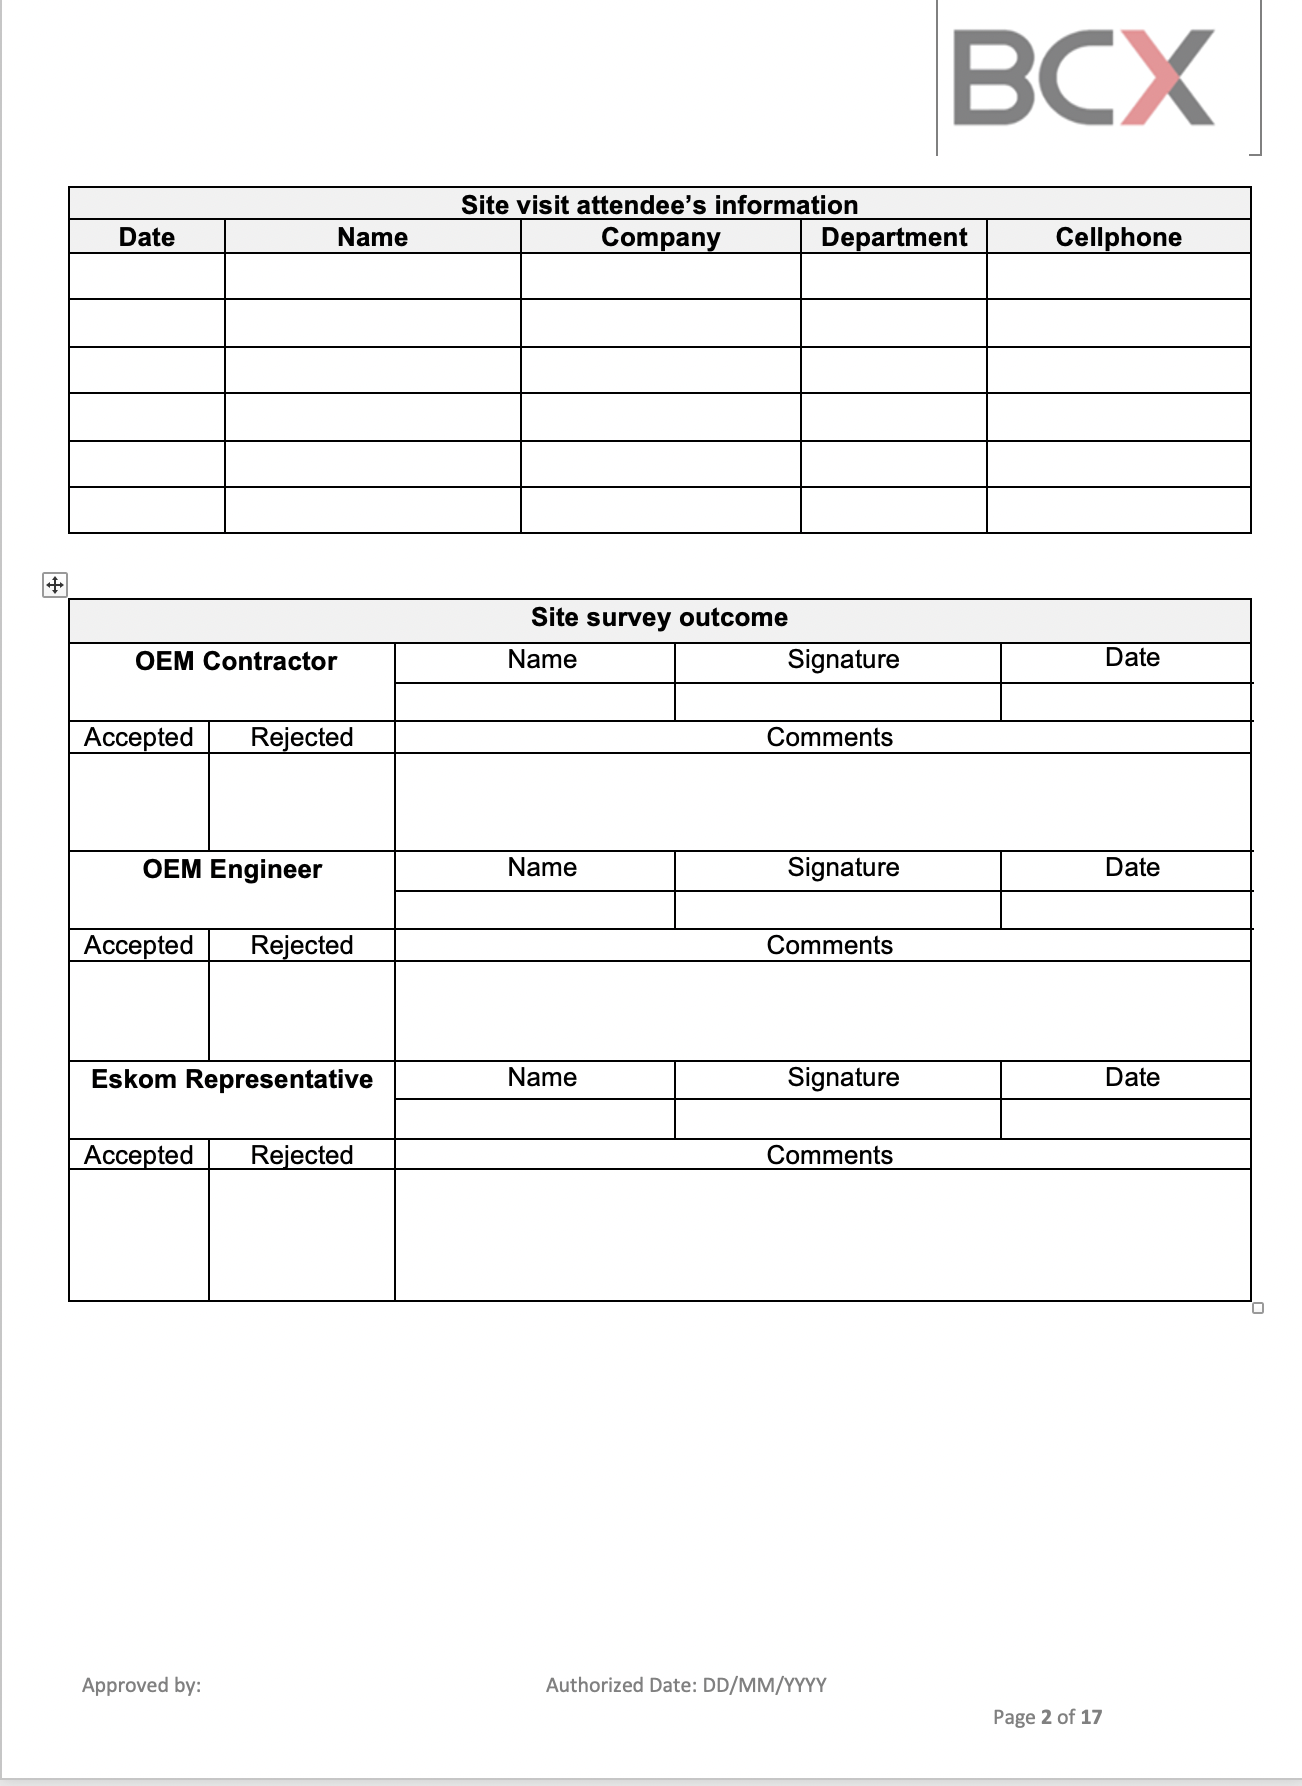 BCX
Site visit attendee’s information
Date Name Company Department Cellphone
Site survey outcome
OEM Contractor Name Signature Date
Accepted Rejected Comments
OEM Engineer Name Signature Date
Accepted Rejected Comments
Eskom Representative Name Signature Date
Accepted Rejected Comments
Approved by: Authorized Date: DD/MM/YYYY
Page 2 of 17